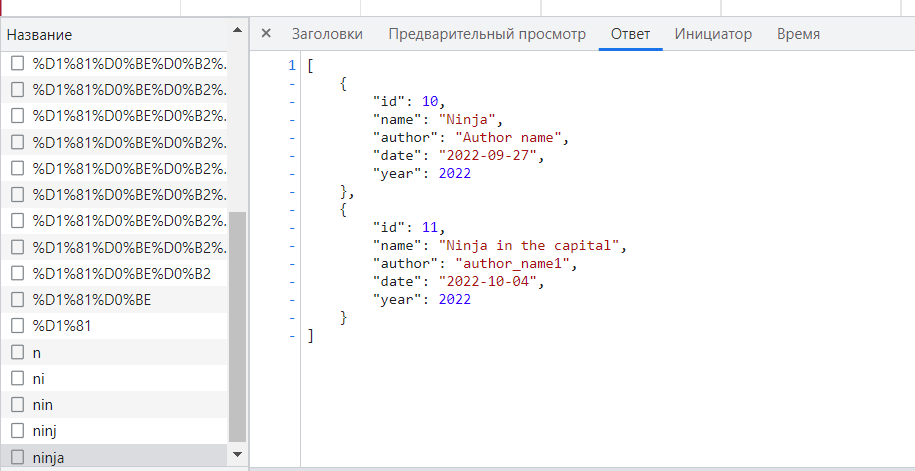 Название
%D1%81%D0%BE%D0%B2%.
%D1%81%D0%BE%D0%B2%.
%D1%81%D0%BE%D0%B2%.
%D1%81%D0%BE%D0%B2%.
%D1%81%D0%BE%D0%B2%.
%D1%81%D0%BE%D0%B2%.
%D1%81%D0%BE%D0%B2%.
%D1%81%D0%BE%D0%B2%.
%D1%81%D0%BE%D0%B2
%D1%81%D0%BE
%D1%81
n
ni
nin
ninj
ninja
× Заголовки Предварительный просмотр Ответ Инициатор Время
1 [
- {
- "id": 10,
- "name": "Ninja",
- "author": "Author name",
- "date": "2022-09-27",
- "year": 2022
- },
- {
- "id": 11,
- "name": "Ninja in the capital",
- "author": "author_name1",
- "date": "2022-10-04",
- "year": 2022
- }
- ]